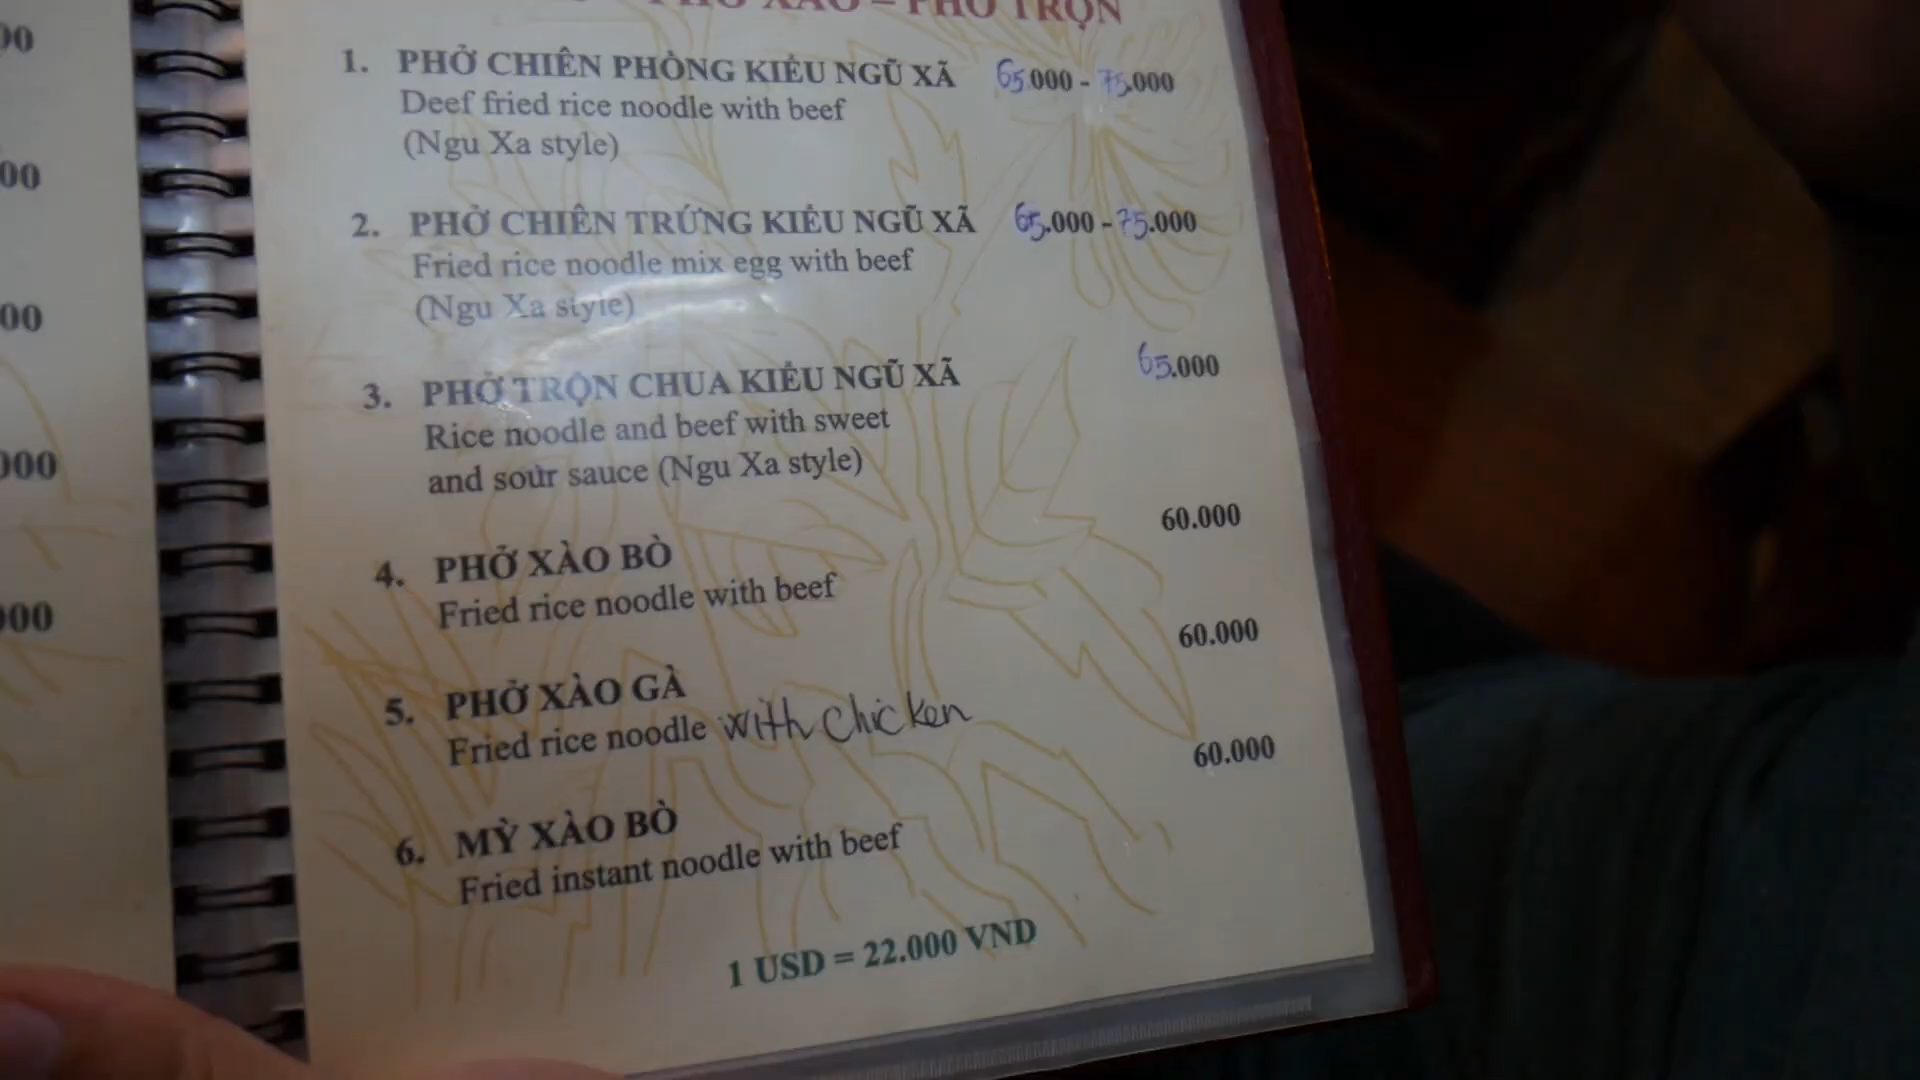 PHỞ XÀO – PHỞ TRỘN
1. PHỞ CHIÊN PHÒNG KIỂU NGŨ XÃ 65.000 - 75.000
Deef fried rice noodle with beef
(Ngu Xa style)
2. PHỞ CHIÊN TRỨNG KIỂU NGŨ XÃ 65.000 - 75.000
Fried rice noodle mix egg with beef
(Ngu Xa style)
3. PHỞ TRỘN CHUA KIỂU NGŨ XÃ 65.000
Rice noodle and beef with sweet
and sour sauce (Ngu Xa style)
4. PHỞ XÀO BÒ 60.000
Fried rice noodle with beef
5. PHỞ XÀO GÀ 60.000
Fried rice noodle with chicken
6. MỲ XÀO BÒ 60.000
Fried instant noodle with beef
1 USD = 22.000 VND